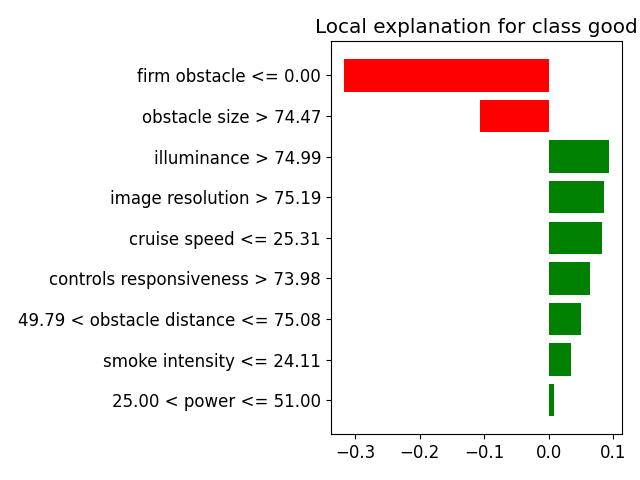 Local explanation for class good
firm obstacle <= 0.00
obstacle size > 74.47
illuminance > 74.99
image resolution > 75.19
cruise speed <= 25.31
controls responsiveness > 73.98
49.79 < obstacle distance <= 75.08
smoke intensity <= 24.11
25.00 < power <= 51.00
−0.3 −0.2 −0.1 0.0 0.1